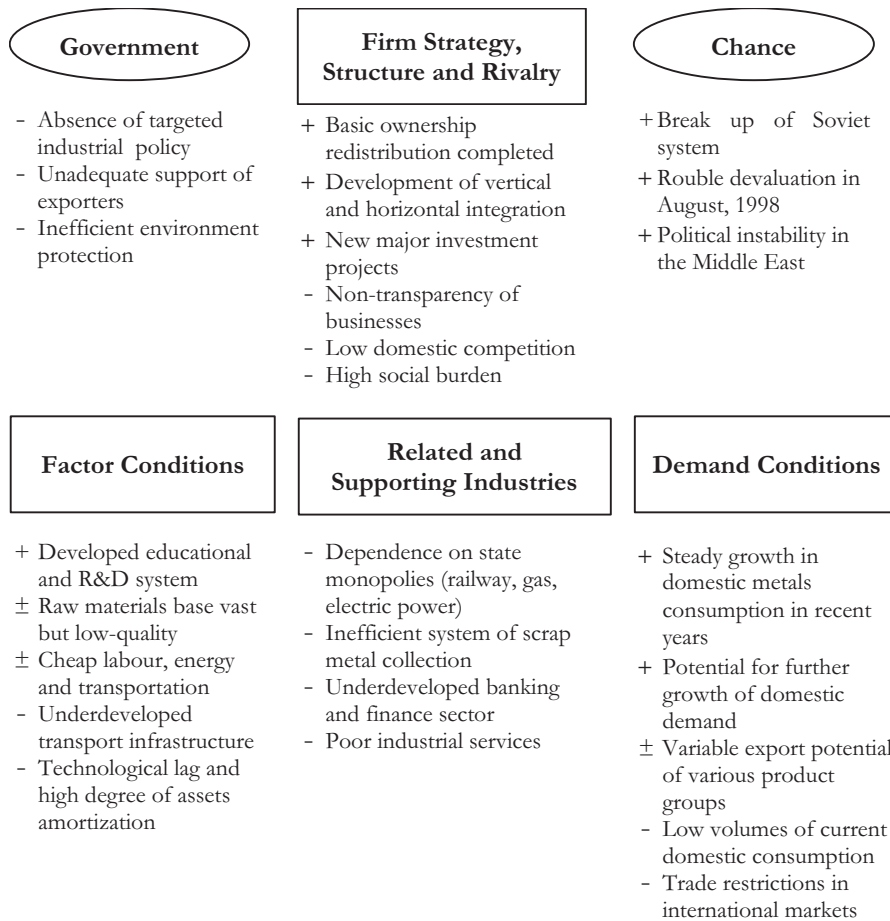 Government
- Absence of targeted
industrial policy
- Unadequate support of
exporters
- Inefficient environment
protection
Firm Strategy,
Structure and Rivalry
+ Basic ownership
redistribution completed
+ Development of vertical
and horizontal integration
+ New major investment
projects
- Non-transparency of
businesses
- Low domestic competition
- High social burden
Chance
+ Break up of Soviet
system
+ Rouble devaluation in
August, 1998
+ Political instability in
the Middle East
Factor Conditions
+ Developed educational
and R&D system
± Raw materials base vast
but low-quality
± Cheap labour, energy
and transportation
- Underdeveloped
transport infrastructure
- Technological lag and
high degree of assets
amortization
Related and
Supporting Industries
- Dependence on state
monopolies (railway, gas,
electric power)
- Inefficient system of scrap
metal collection
- Underdeveloped banking
and finance sector
- Poor industrial services
Demand Conditions
+ Steady growth in
domestic metals
consumption in recent
years
+ Potential for further
growth of domestic
demand
± Variable export potential
of various product
groups
- Low volumes of current
domestic consumption
- Trade restrictions in
international markets